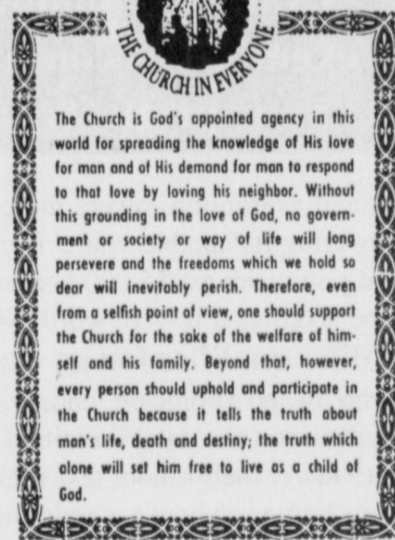 THE CHURCH IN EVERYONE
The Church is God's appointed agency in this
world for spreading the knowledge of His love
for man and of His demand for man to respond
to that love by loving his neighbor. Without
this grounding in the love of God, no govern-
ment or society or way of life will long
persevere and the freedoms which we hold so
dear will inevitably perish. Therefore, even
from a selfish point of view, one should support
the Church for the sake of the welfare of him-
self and his family. Beyond that, however,
every person should uphold and participate in
the Church because it tells the truth about
man's life, death and destiny; the truth which
alone will set him free to live as a child of
God.